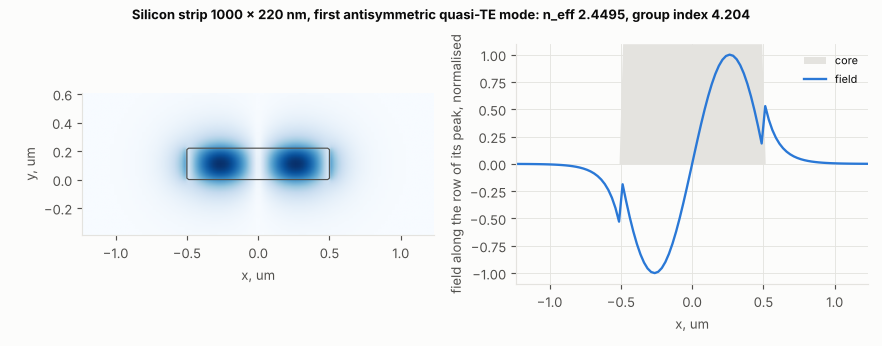 Silicon strip 1000 × 220 nm, first antisymmetric quasi-TE mode: n_eff 2.4495, group index 4.204
y, um
0.6
0.4
0.2
0.0
−0.2
−1.0 −0.5 0.0 0.5 1.0
x, um
field along the row of its peak, normalised
1.00
0.75
0.50
0.25
0.00
−0.25
−0.50
−0.75
−1.00
core
field
−1.0 −0.5 0.0 0.5 1.0
x, um